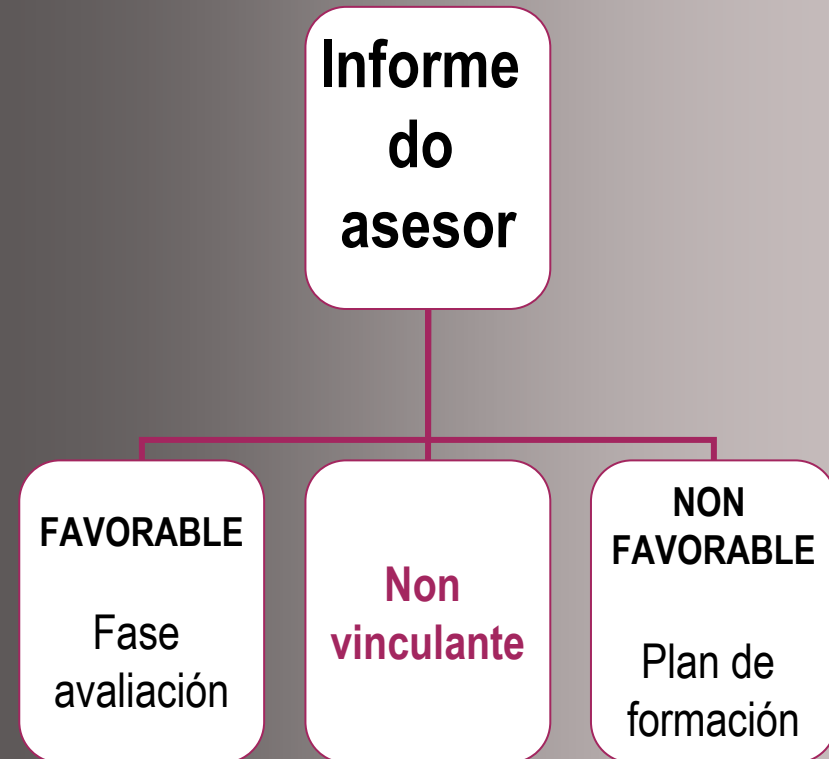 Informe
do
asesor
FAVORABLE
Fase
avaliación
Non
vinculante
NON
FAVORABLE
Plan de
formación